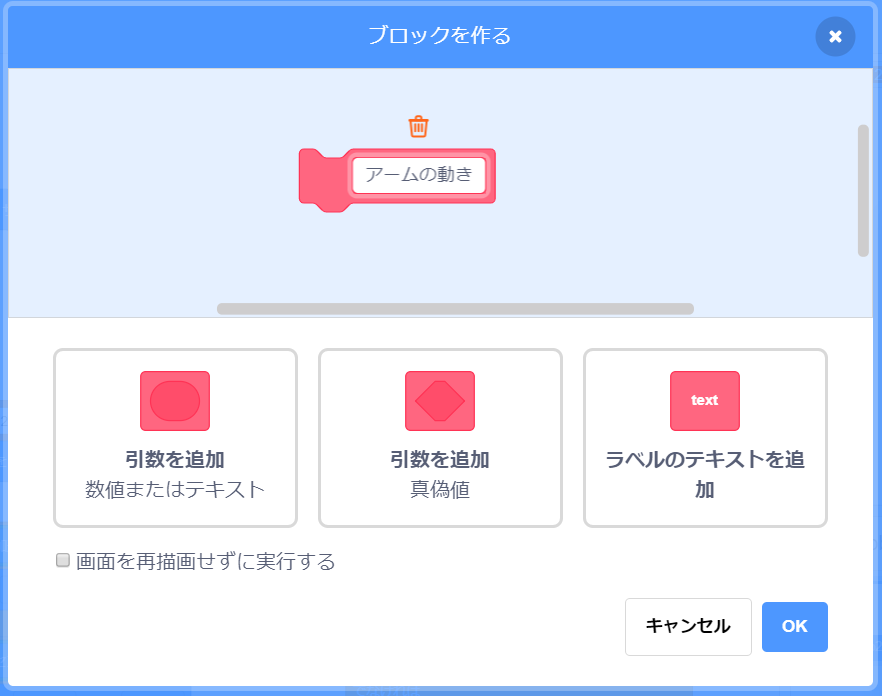 ブロックを作る
アームの動き
引数を追加
数値またはテキスト
引数を追加
真偽値
text
ラベルのテキストを追
加
画面を再描画せずに実行する
キャンセル
OK